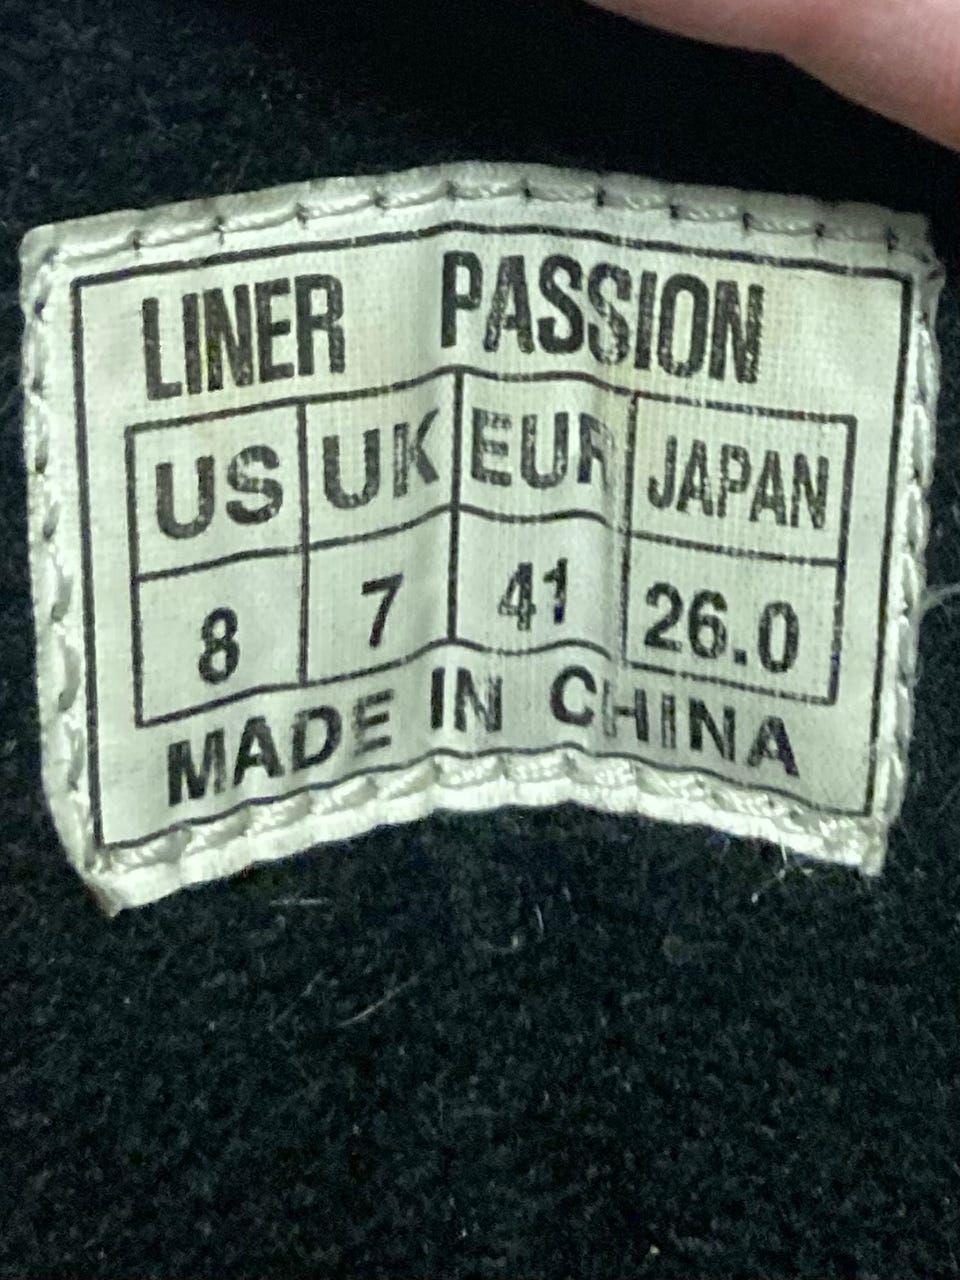 LINER PASSION
US UK EUR JAPAN
8 7 41 26.0
MADE IN CHINA